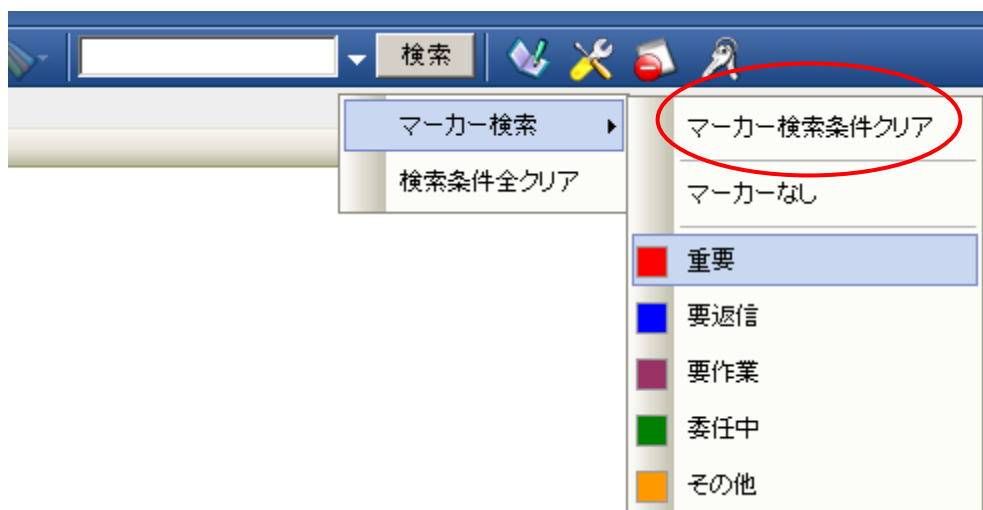 検索
マーカー検索
検索条件全クリア
マーカー検索条件クリア
マーカーなし
重要
要返信
要作業
委任中
その他